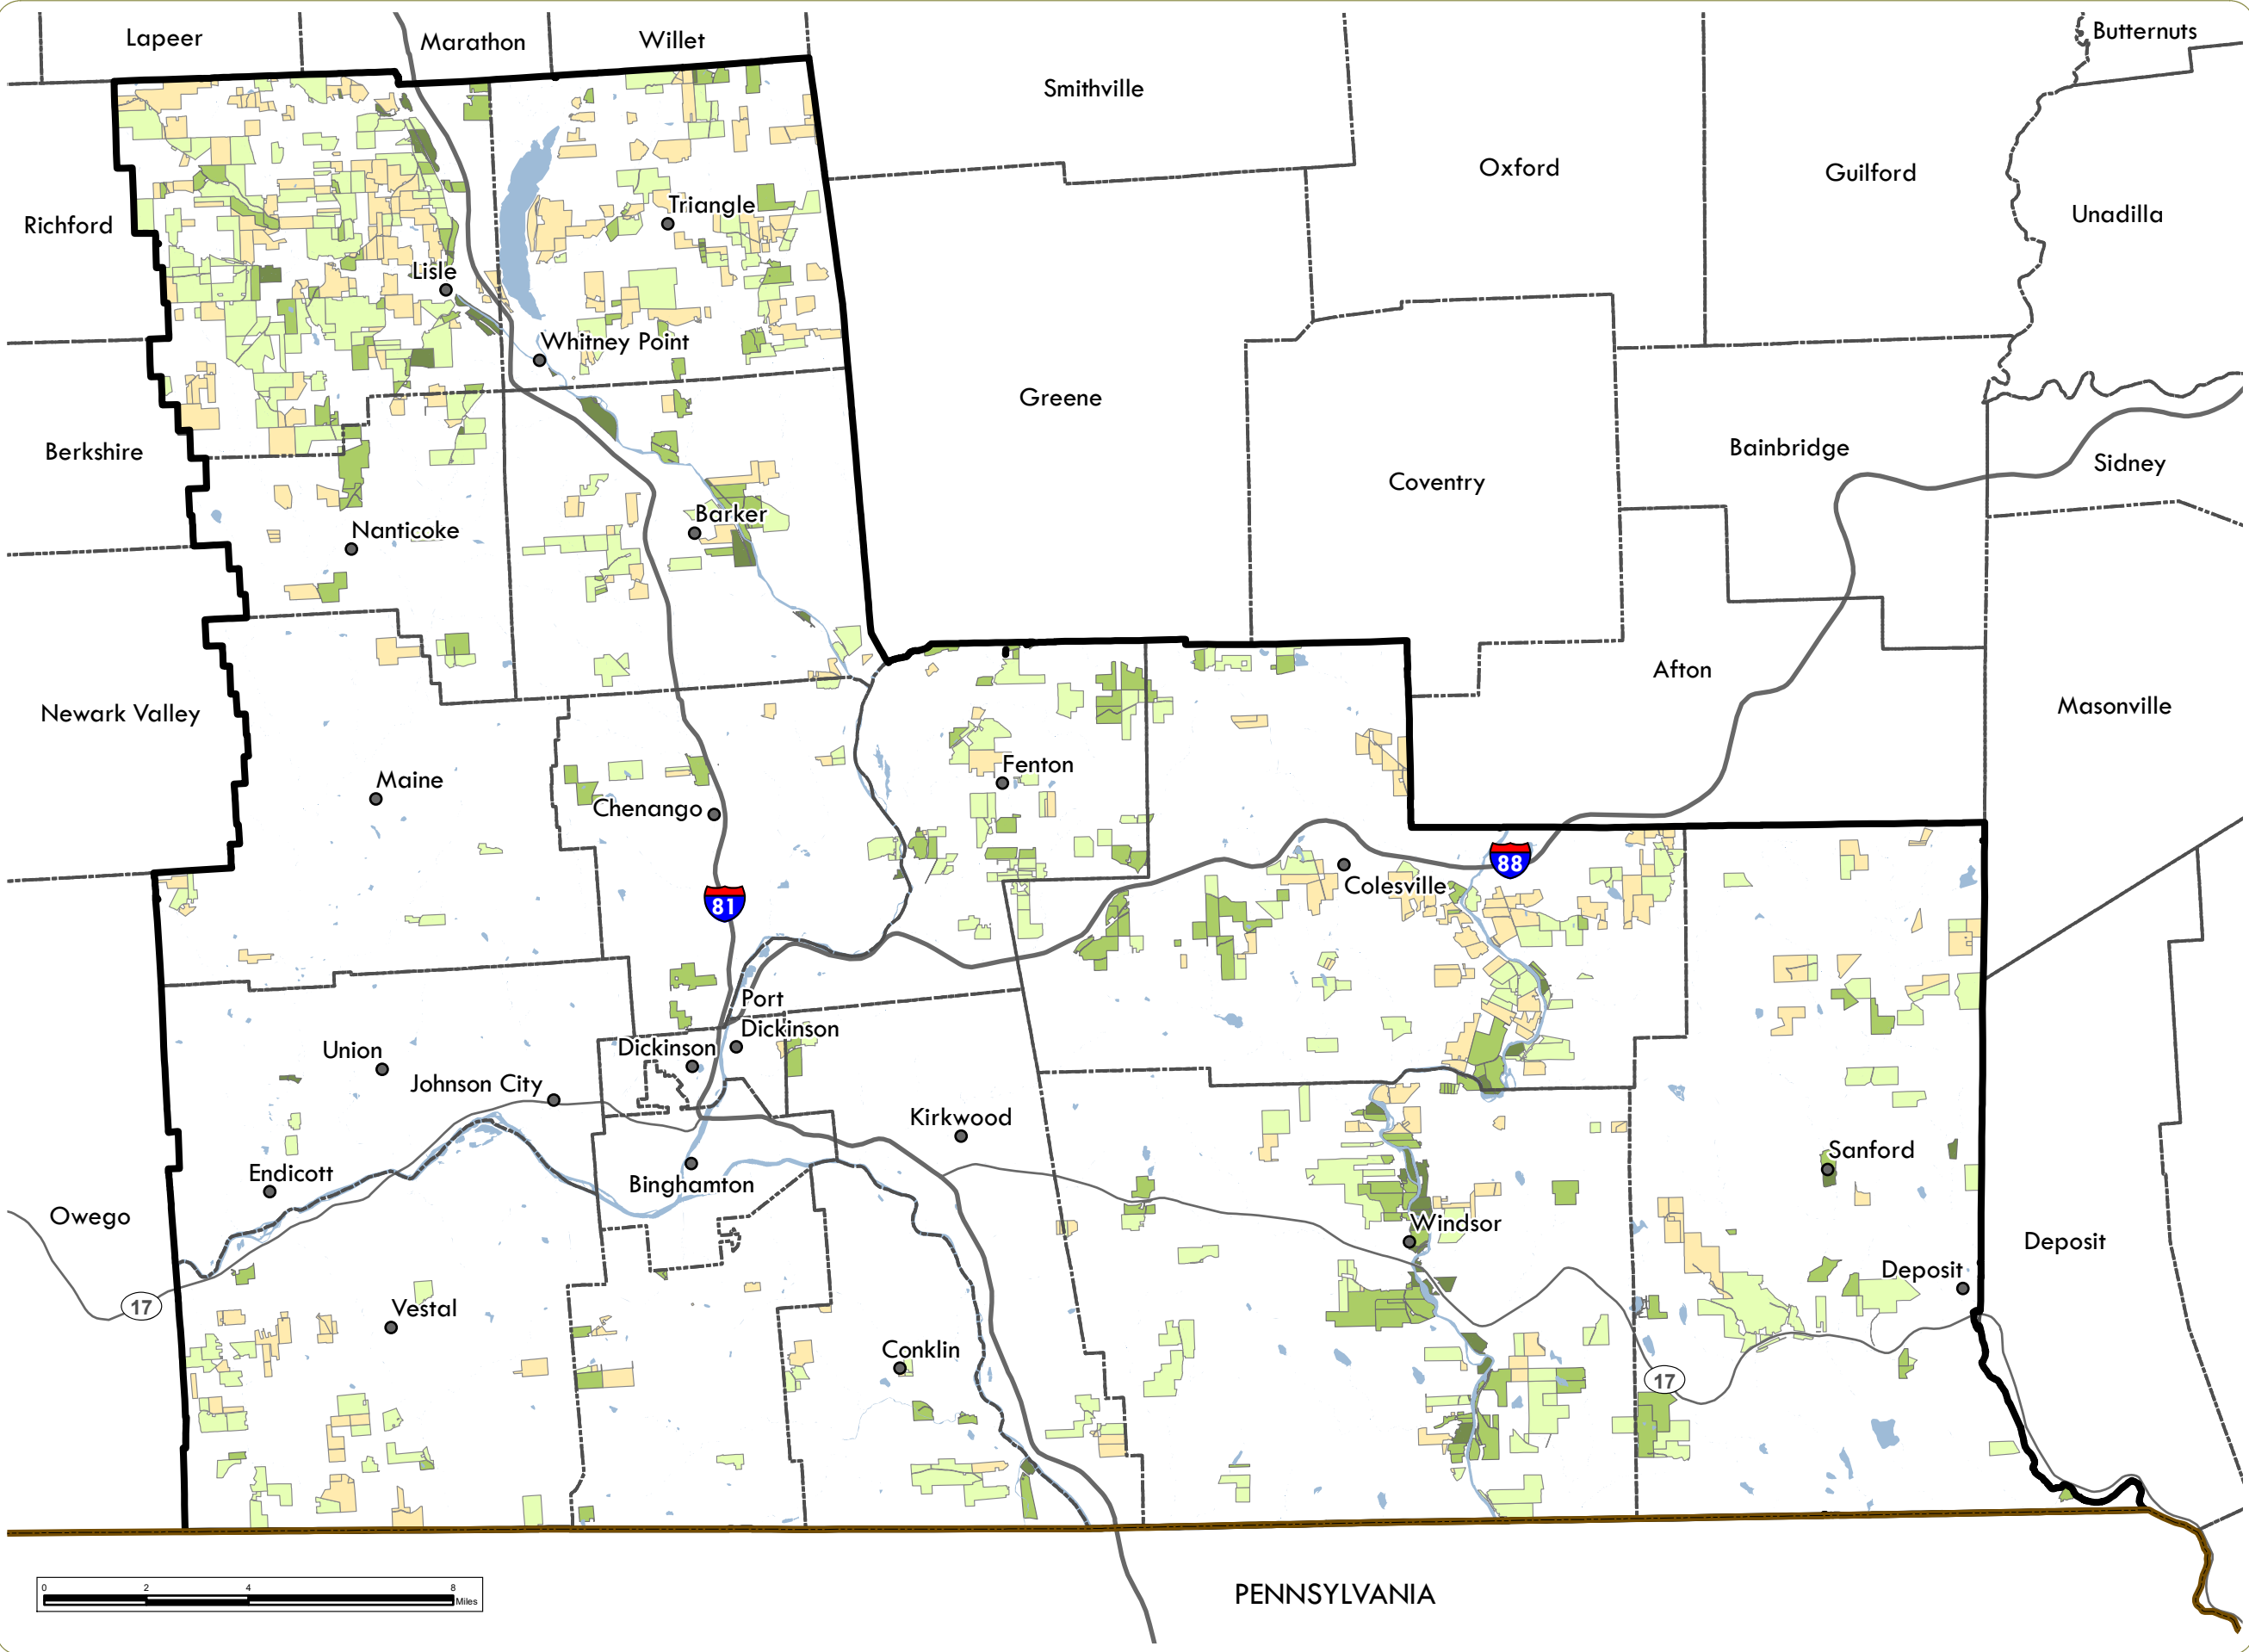 Lapeer
Marathon
Willet
Butternuts
Smithville
Oxford
Guilford
Unadilla
Richford
Triangle
Lisle
Whitney Point
Greene
Berkshire
Bainbridge
Sidney
Coventry
Barker
Nanticoke
Afton
Newark Valley
Masonville
Fenton
Maine
Chenango
88
Colesville
81
Port
Dickinson
Dickinson
Union
Johnson City
Kirkwood
Sanford
Endicott
Binghamton
Owego
Windsor
Deposit
Deposit
17
Vestal
Conklin
17
0 2 4 8
Miles
PENNSYLVANIA